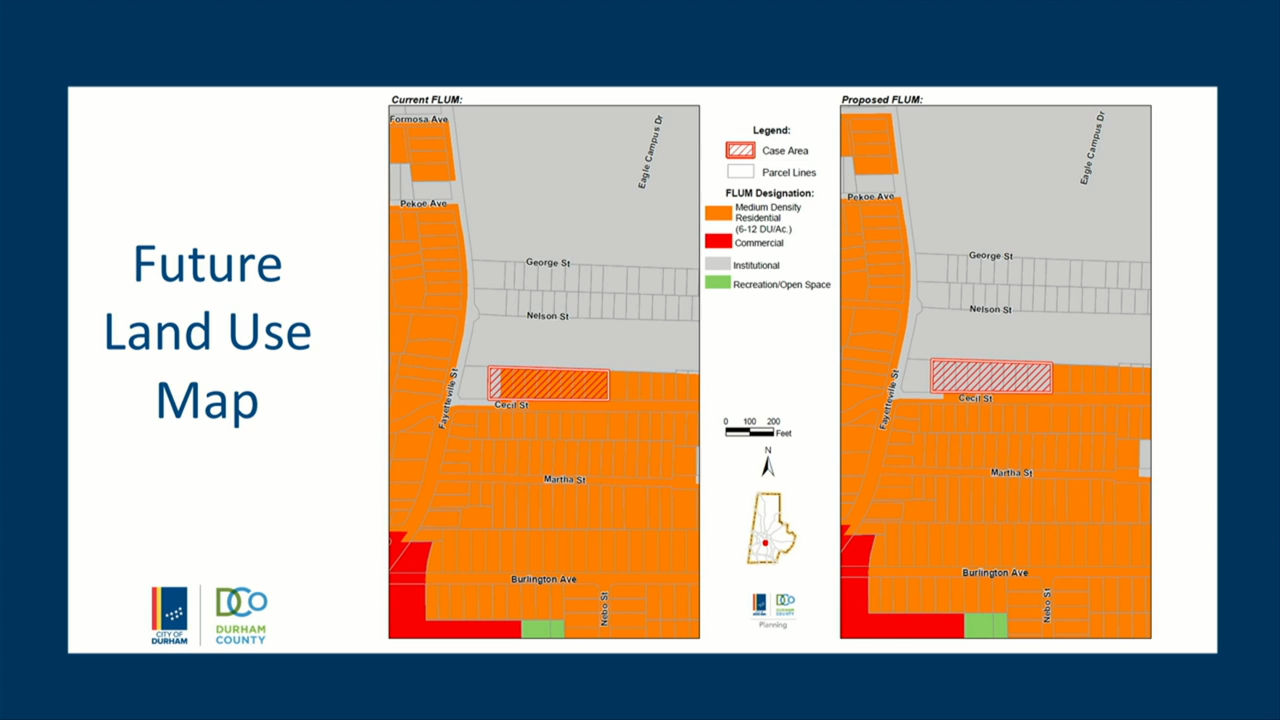 Future
Land Use
Map
CITY OF
DURHAM
DCo
DURHAM
COUNTY
Current FLUM:
Formosa Ave
Eagle Campus Dr
Pekoe Ave
George St
Nelson St
Fayetteville St
Cecil St
Martha St
Burlington Ave
Nebo St
Legend:
Case Area
Parcel Lines
FLUM Designation:
Medium Density
Residential
(6-12 DU/Ac.)
Commercial
Institutional
Recreation/Open Space
0 100 200
Feet
N
DCo
DURHAM
COUNTY
Planning
Proposed FLUM:
Eagle Campus Dr
Pekoe Ave
George St
Nelson St
Fayetteville St
Cecil St
Martha St
Burlington Ave
Nebo St